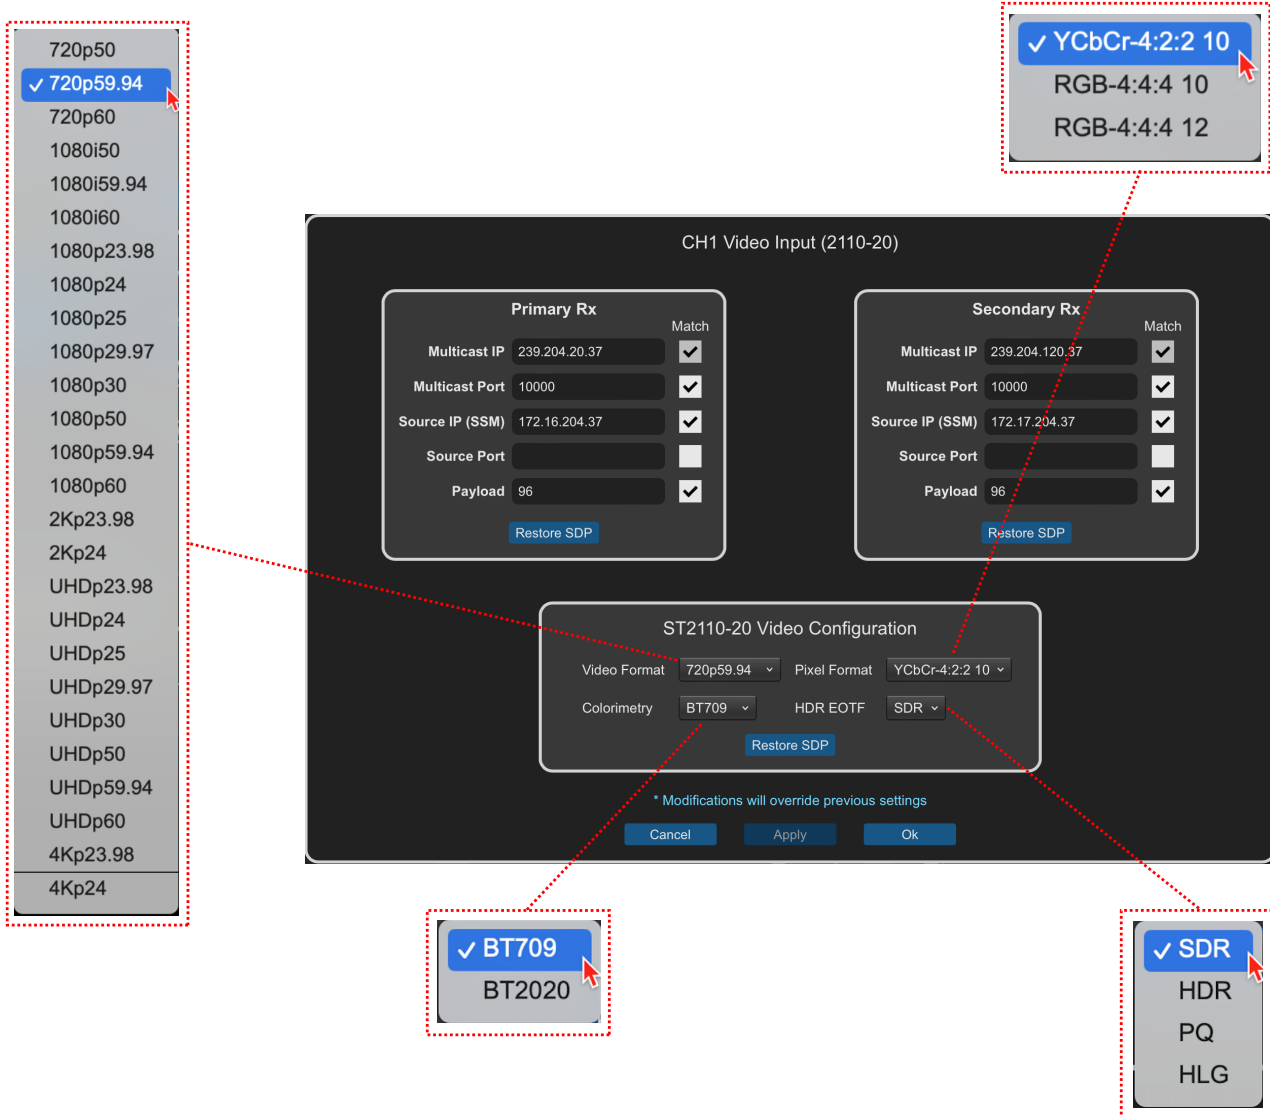 720p50
✓ 720p59.94
720p60
1080i50
1080i59.94
1080i60
1080p23.98
1080p24
1080p25
1080p29.97
1080p30
1080p50
1080p59.94
1080p60
2Kp23.98
2Kp24
UHDp23.98
UHDp24
UHDp25
UHDp29.97
UHDp30
UHDp50
UHDp59.94
UHDp60
4Kp23.98
4Kp24
✓ YCbCr-4:2:2 10
RGB-4:4:4 10
RGB-4:4:4 12
CH1 Video Input (2110-20)
Primary Rx
Match
Multicast IP 239.204.20.37
Multicast Port 10000
Source IP (SSM) 172.16.204.37
Source Port
Payload 96
Restore SDP
Secondary Rx
Match
Multicast IP 239.204.120.37
Multicast Port 10000
Source IP (SSM) 172.17.204.37
Source Port
Payload 96
Restore SDP
ST2110-20 Video Configuration
Video Format 720p59.94 Pixel Format YCbCr-4:2:2 10
Colorimetry BT709 HDR EOTF SDR
Restore SDP
* Modifications will override previous settings
Cancel Apply Ok
✓ BT709
BT2020
✓ SDR
HDR
PQ
HLG